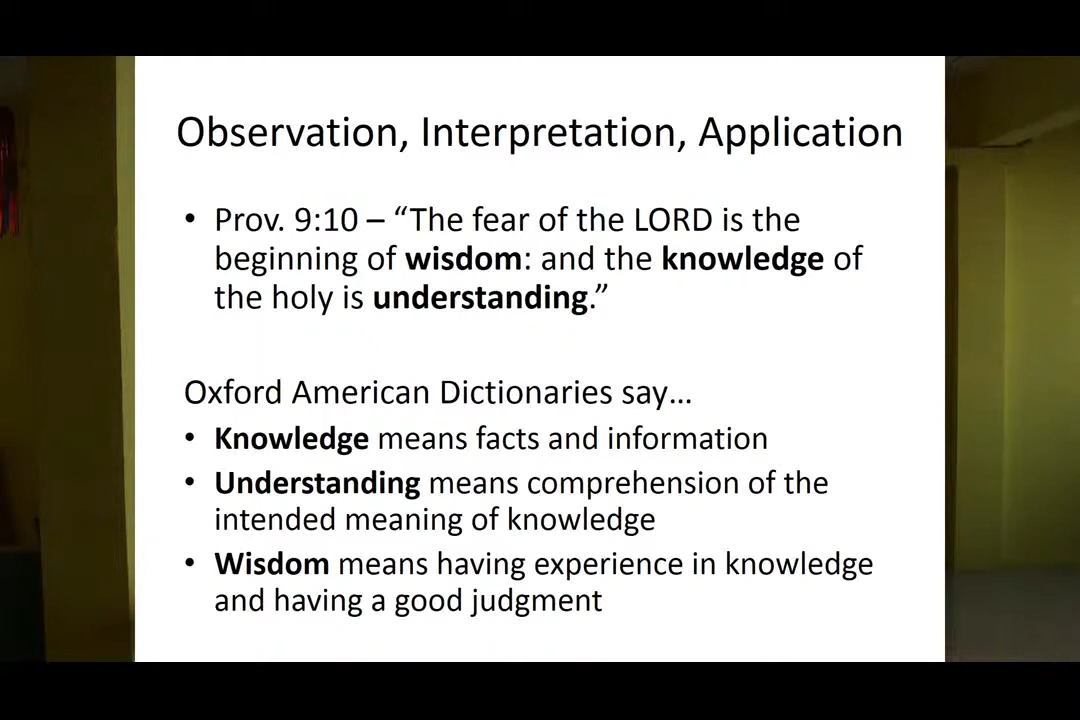 Observation, Interpretation, Application
• Prov. 9:10 – “The fear of the LORD is the
beginning of wisdom: and the knowledge of
the holy is understanding.”
Oxford American Dictionaries say…
• Knowledge means facts and information
• Understanding means comprehension of the
intended meaning of knowledge
• Wisdom means having experience in knowledge
and having a good judgment